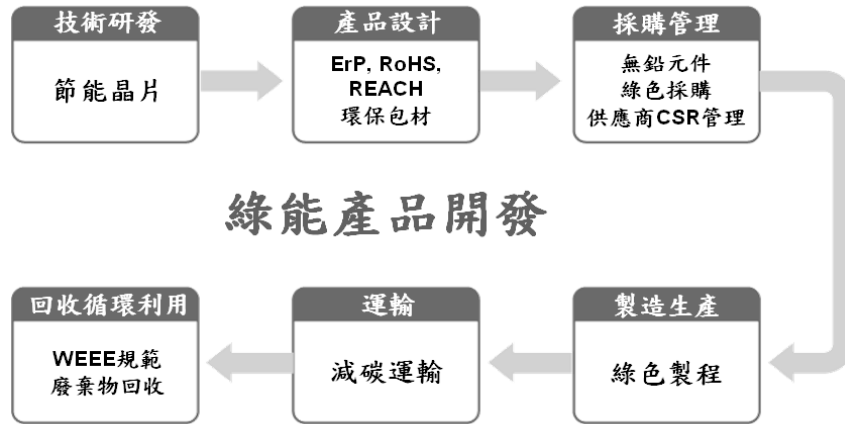 技術研發
節能晶片
產品設計
ErP, RoHS,
REACH
環保包材
採購管理
無鉛元件
綠色採購
供應商CSR管理
綠能產品開發
製造生產
綠色製程
運輸
減碳運輸
回收循環利用
WEEE規範
廢棄物回收